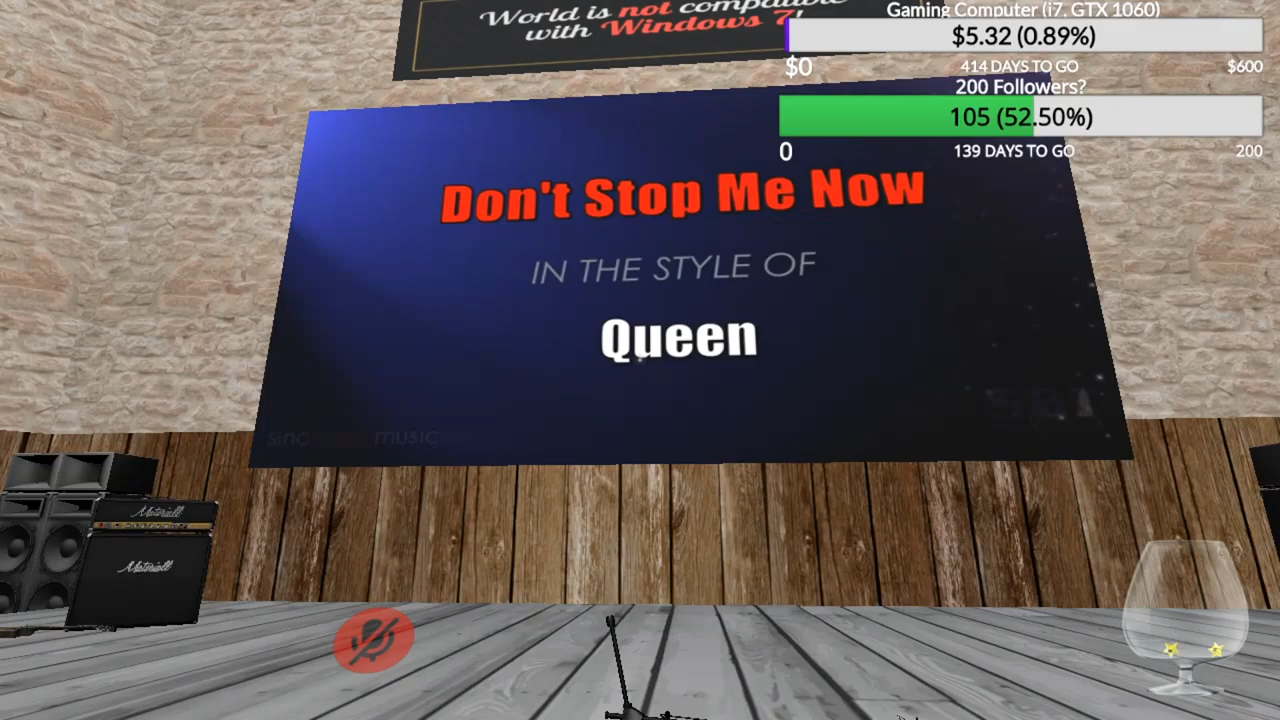 World is not compatible
with Windows 7!
Gaming Computer (i7, GTX 1060)
$5.32 (0.89%)
$0
414 DAYS TO GO
$600
200 Followers?
105 (52.50%)
0
139 DAYS TO GO
200
Don't Stop Me Now
IN THE STYLE OF
Queen
sing
music